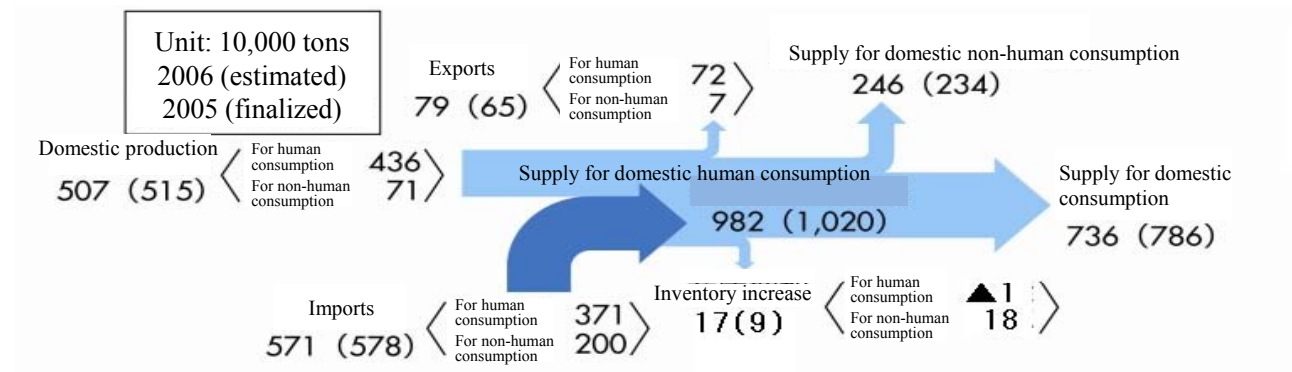 Unit: 10,000 tons
2006 (estimated)
2005 (finalized)
Exports
79 (65)
For human
consumption
72
For non-human
consumption
7
Supply for domestic non-human consumption
246 (234)
Domestic production
507 (515)
For human
consumption
436
For non-human
consumption
71
Supply for domestic human consumption
982 (1,020)
Supply for domestic
consumption
736 (786)
Imports
571 (578)
For human
consumption
371
For non-human
consumption
200
Inventory increase
17(9)
For human
consumption
▲1
For non-human
consumption
18